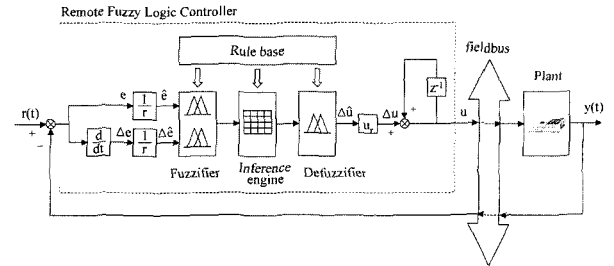 Remote Fuzzy Logic Controller
Rule base
fieldbus
Plant
r(t)
+
−
e
1/r
ê
d/dt
Δe
1/r
Δê
Fuzzifier
Inference engine
Defuzzifier
Δû
u_r
Δu
+
+
z⁻¹
u
y(t)